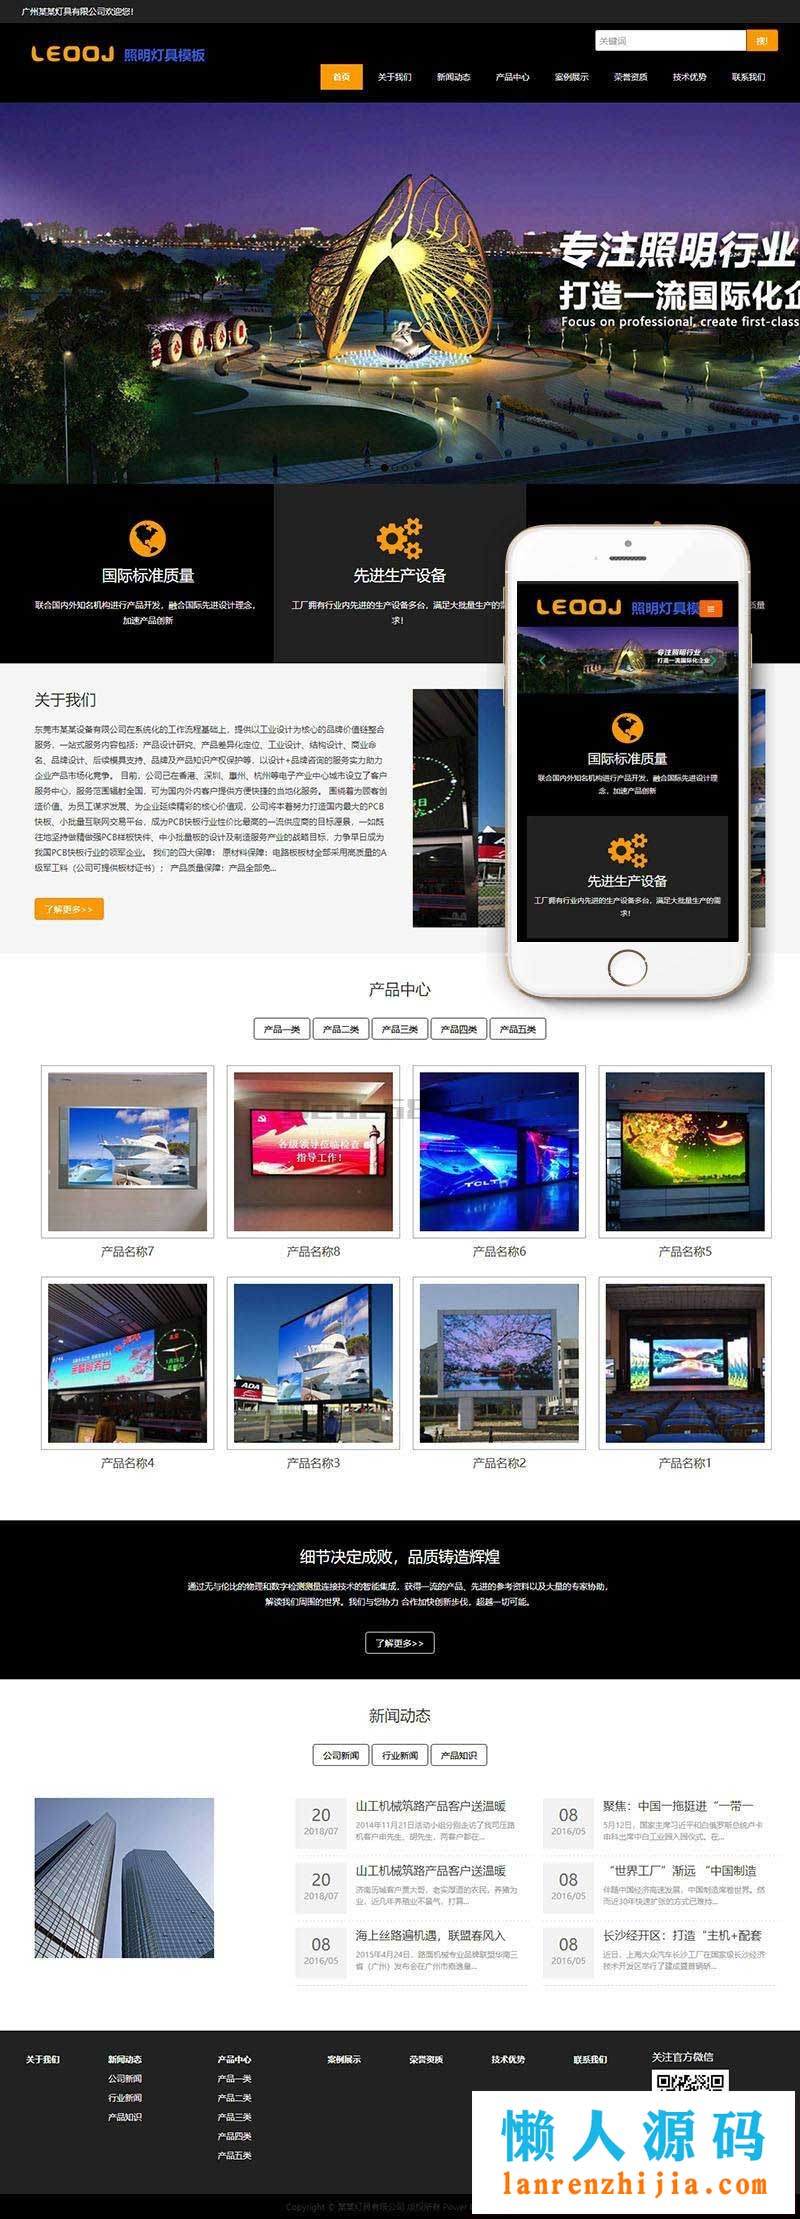 广州某某灯具有限公司欢迎您!
LEOOJ 照明灯具模板
关键词
搜!
首页 关于我们 新闻动态 产品中心 案例展示 荣誉资质 技术优势 联系我们
专注照明行业
打造一流国际化企
Focus on professional, create first-class
国际标准质量
联合国内外知名机构进行产品开发，融合国际先进设计理念，
加速产品创新
先进生产设备
工厂拥有行业内先进的生产设备多台，满足大批量生产的需
求！
质量
LEOOJ 照明灯具模
专注照明行业
打造一流国际化企业
国际标准质量
联合国内外知名机构进行产品开发，融合国际先进设计理
念，加速产品创新
先进生产设备
工厂拥有行业内先进的生产设备多台，满足大批量生产的需
求！
关于我们
东莞市某某设备有限公司在系统化的工作流程基础上，提供以工业设计为核心的品牌价值链整合
服务，一站式服务内容包括：产品设计研究、产品差异化定位、工业设计、结构设计、商业命
名、品牌设计、后续模具支持、品牌及产品知识产权保护等，以设计+品牌咨询的服务实力助力
企业产品市场化竞争。 目前，公司已在香港、深圳、惠州、杭州等电子产业中心城市设立了客户
服务中心，服务范围辐射全国，可为国内外内客户提供方便快捷的当地化服务。 围绕着为顾客创
造价值、为员工谋求发展、为企业延续精彩的核心价值观，公司将本着努力打造国内最大的PCB
快板、小批量互联网交易平台，成为PCB快板行业性价比最高的一流供应商的目标愿景，一如既
往地坚持做精做强PCB样板快件、中小批量板的设计及制造服务产业的战略目标，力争早日成为
我国PCB快板行业的领军企业。 我们的四大保障： 原材料保障：电路板板材全部采用高质量的A
级军工料（公司可提供板材证书）； 产品质量保障：产品全部免...
了解更多>>
产品中心
产品一类 产品二类 产品三类 产品四类 产品五类
各级领导莅临检查
指导工作！
TCL
产品名称7 产品名称8 产品名称6 产品名称5
ADA
产品名称4 产品名称3 产品名称2 产品名称1
细节决定成败，品质铸造辉煌
通过无与伦比的物理和数字检测测量连接技术的智能集成，获得一流的产品、先进的参考资料以及大量的专家协助，
解读我们周围的世界。我们与您协力 合作加快创新步伐，超越一切可能。
了解更多>>
新闻动态
公司新闻 行业新闻 产品知识
20
2018/07
山工机械筑路产品客户送温暖
2014年11月21日活动小组分别走访了我司压路
机客户申先生、胡先生，两客户都在...
08
2016/05
聚焦：中国一拖挺进“一带一
5月12日，国家主席习近平和白俄罗斯总统卢卡
申科出席中白工业园入园仪式。在...
20
2018/07
山工机械筑路产品客户送温暖
济南历城客户贾大哥，老实厚道的农民，养猪为
业，近几年养殖业不景气，打算...
08
2016/05
“世界工厂”渐远 “中国制造
伴随中国经济高速发展，中国制造席卷世界。然
而近30年快速扩张的方式已难持...
08
2016/05
海上丝路遍机遇，联盟春风入
2015年4月24日，路面机械专业品牌联盟华南三
省（广州）发布会在广州市嘉逸皇...
08
2016/05
长沙经开区：打造“主机+配套
近日，上海大众汽车长沙工厂在国家级长沙经济
技术开发区举行了建成暨首辆轿...
关于我们 新闻动态 产品中心 案例展示 荣誉资质 技术优势 联系我们 关注官方微信
公司新闻 产品一类
行业新闻 产品二类
产品知识 产品三类
产品四类
产品五类
懒人源码
lanrenzhijia.com
Copyright © 某某灯具有限公司 版权所有 Power